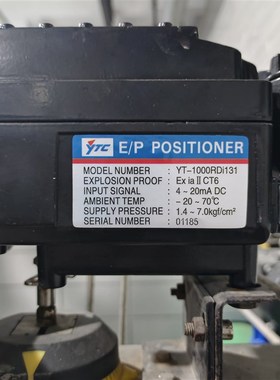 YTC E/P POSITIONER
MODEL NUMBER : YT-1000RDi131
EXPLOSION PROOF : Ex ia II CT6
INPUT SIGNAL : 4 ~ 20mA DC
AMBIENT TEMP : - 20 ~ 70°C
SUPPLY PRESSURE : 1.4 ~ 7.0kgf/cm²
SERIAL NUMBER : 01185